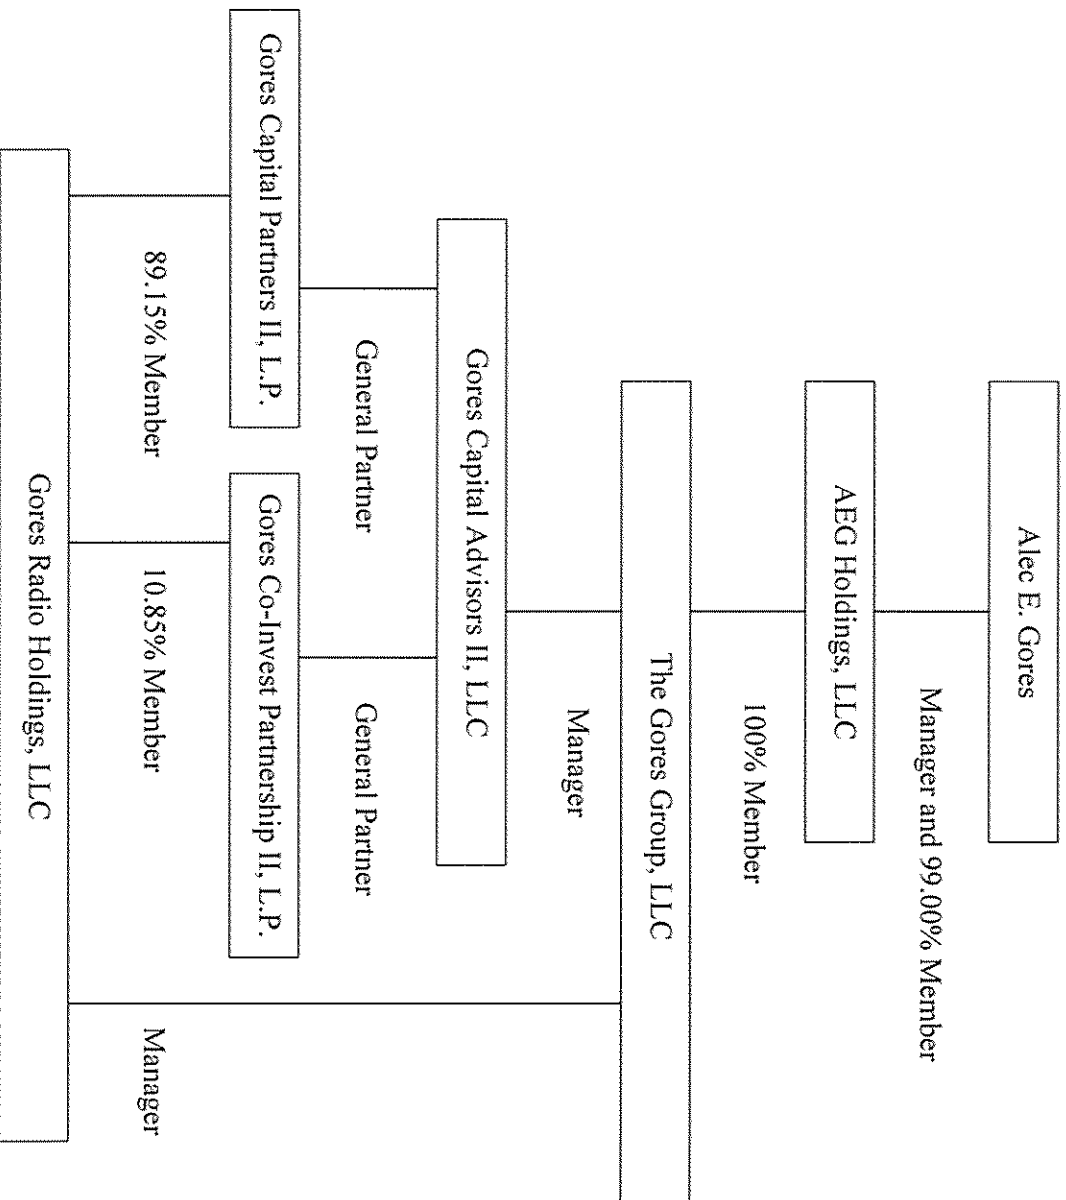 Alec E. Gores
Manager and 99.00% Member
AEG Holdings, LLC
100% Member
The Gores Group, LLC
Manager
Gores Capital Advisors II, LLC
General Partner
General Partner
Gores Capital Partners II, L.P.
Gores Co-Invest Partnership II, L.P.
89.15% Member
10.85% Member
Manager
Gores Radio Holdings, LLC